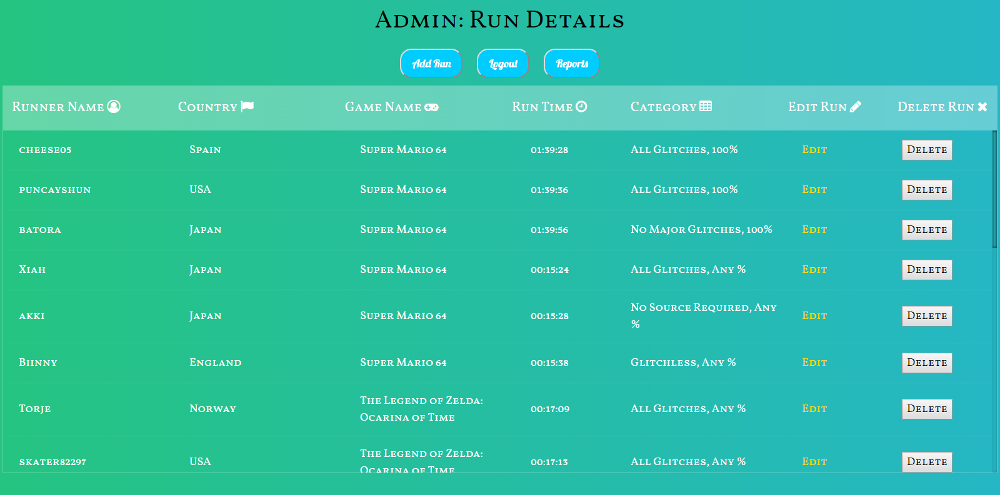 Admin: Run Details
Add Run Logout Reports
Runner Name Country Game Name Run Time Category Edit Run Delete Run
cheese05 Spain Super Mario 64 01:39:28 All Glitches, 100% Edit Delete
puncayshun USA Super Mario 64 01:39:36 All Glitches, 100% Edit Delete
batora Japan Super Mario 64 01:39:56 No Major Glitches, 100% Edit Delete
Xiah Japan Super Mario 64 00:15:24 All Glitches, Any % Edit Delete
akki Japan Super Mario 64 00:15:28 No Source Required, Any
% Edit Delete
Biinny England Super Mario 64 00:15:38 Glitchless, Any % Edit Delete
Torje Norway The Legend of Zelda:
Ocarina of Time 00:17:09 All Glitches, Any % Edit Delete
skater82297 USA The Legend of Zelda:
Ocarina of Time 00:17:13 All Glitches, Any % Edit Delete